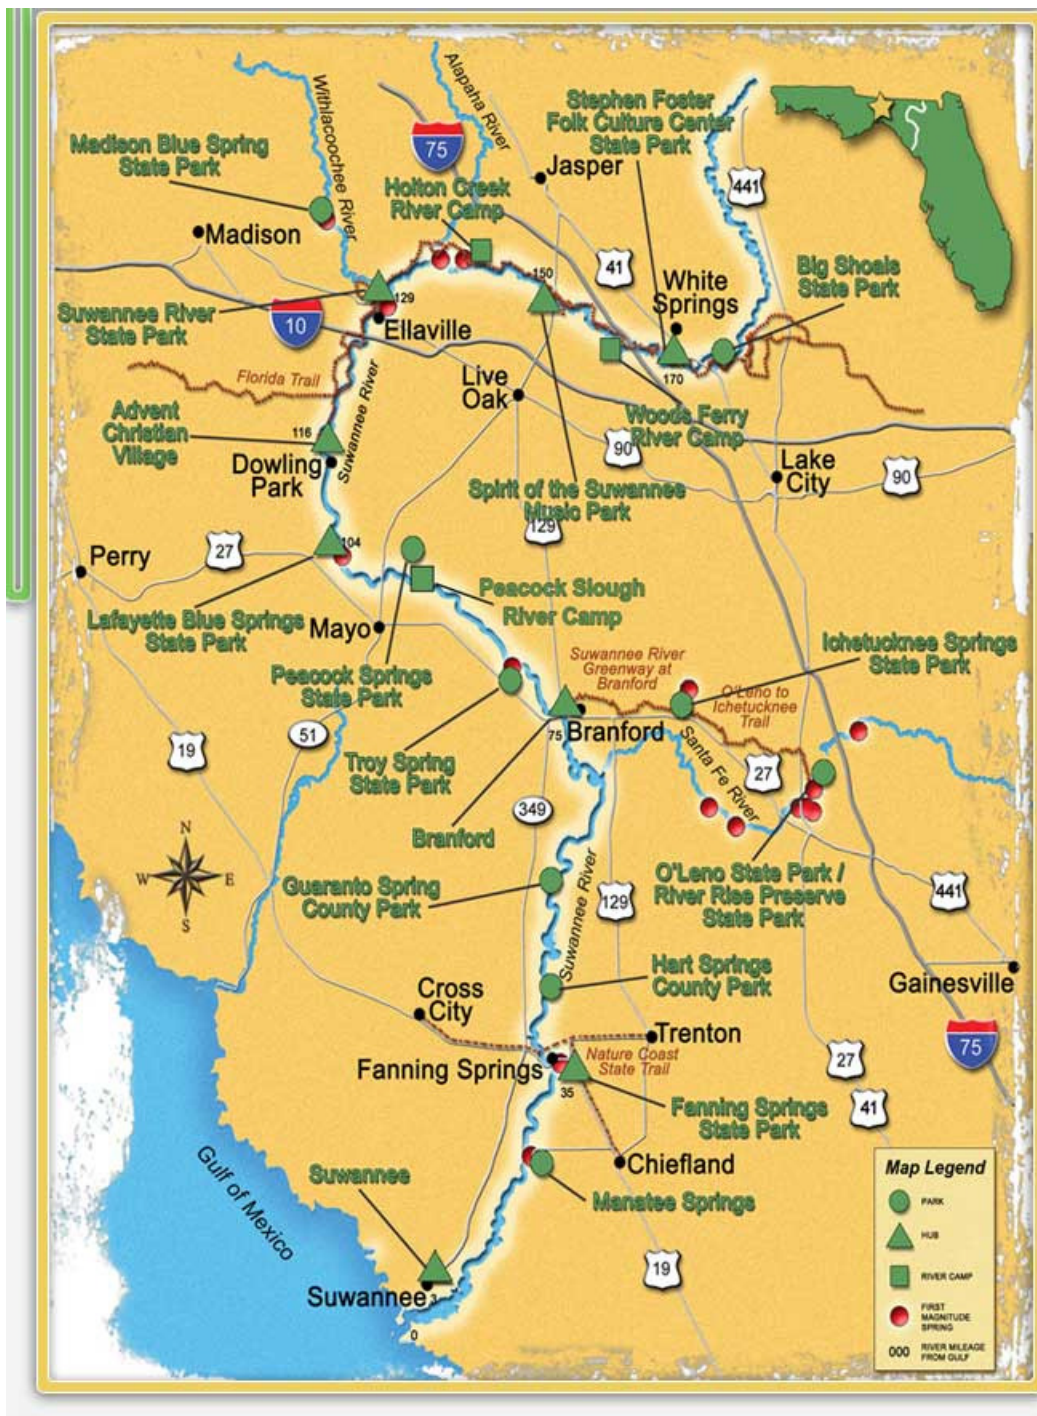 Withlacoochee River
Alapaha River
75
Madison Blue Spring
State Park
Holton Creek
River Camp
Stephen Foster
Folk Culture Center
State Park
Jasper
441
Madison
41
White
Springs
Big Shoals
State Park
150
129
Suwannee River
State Park
10
Ellaville
170
Florida Trail
Suwannee River
Live
Oak
Woods Ferry
River Camp
Advent
Christian
Village
116
Dowling
Park
90
Lake
City
90
Spirit of the Suwannee
Music Park
129
Perry
27
104
Lafayette Blue Springs
State Park
Mayo
Peacock Slough
River Camp
Peacock Springs
State Park
Suwannee River
Greenway at
Branford
Ichetucknee Springs
State Park
O'Leno to
Ichetucknee
Trail
19
51
75
Branford
Troy Spring
State Park
Santa Fe River
27
349
Branford
N
W
E
S
Guaranto Spring
County Park
Suwannee River
129
O'Leno State Park /
River Rise Preserve
State Park
441
Hart Springs
County Park
Gainesville
Cross
City
Trenton
Fanning Springs
Nature Coast
State Trail
35
75
27
41
Fanning Springs
State Park
Chiefland
Manatee Springs
Gulf of Mexico
Suwannee
19
Suwannee
3
0
Map Legend
PARK
HUB
RIVER CAMP
FIRST
MAGNITUDE
SPRING
000
RIVER MILEAGE
FROM GULF